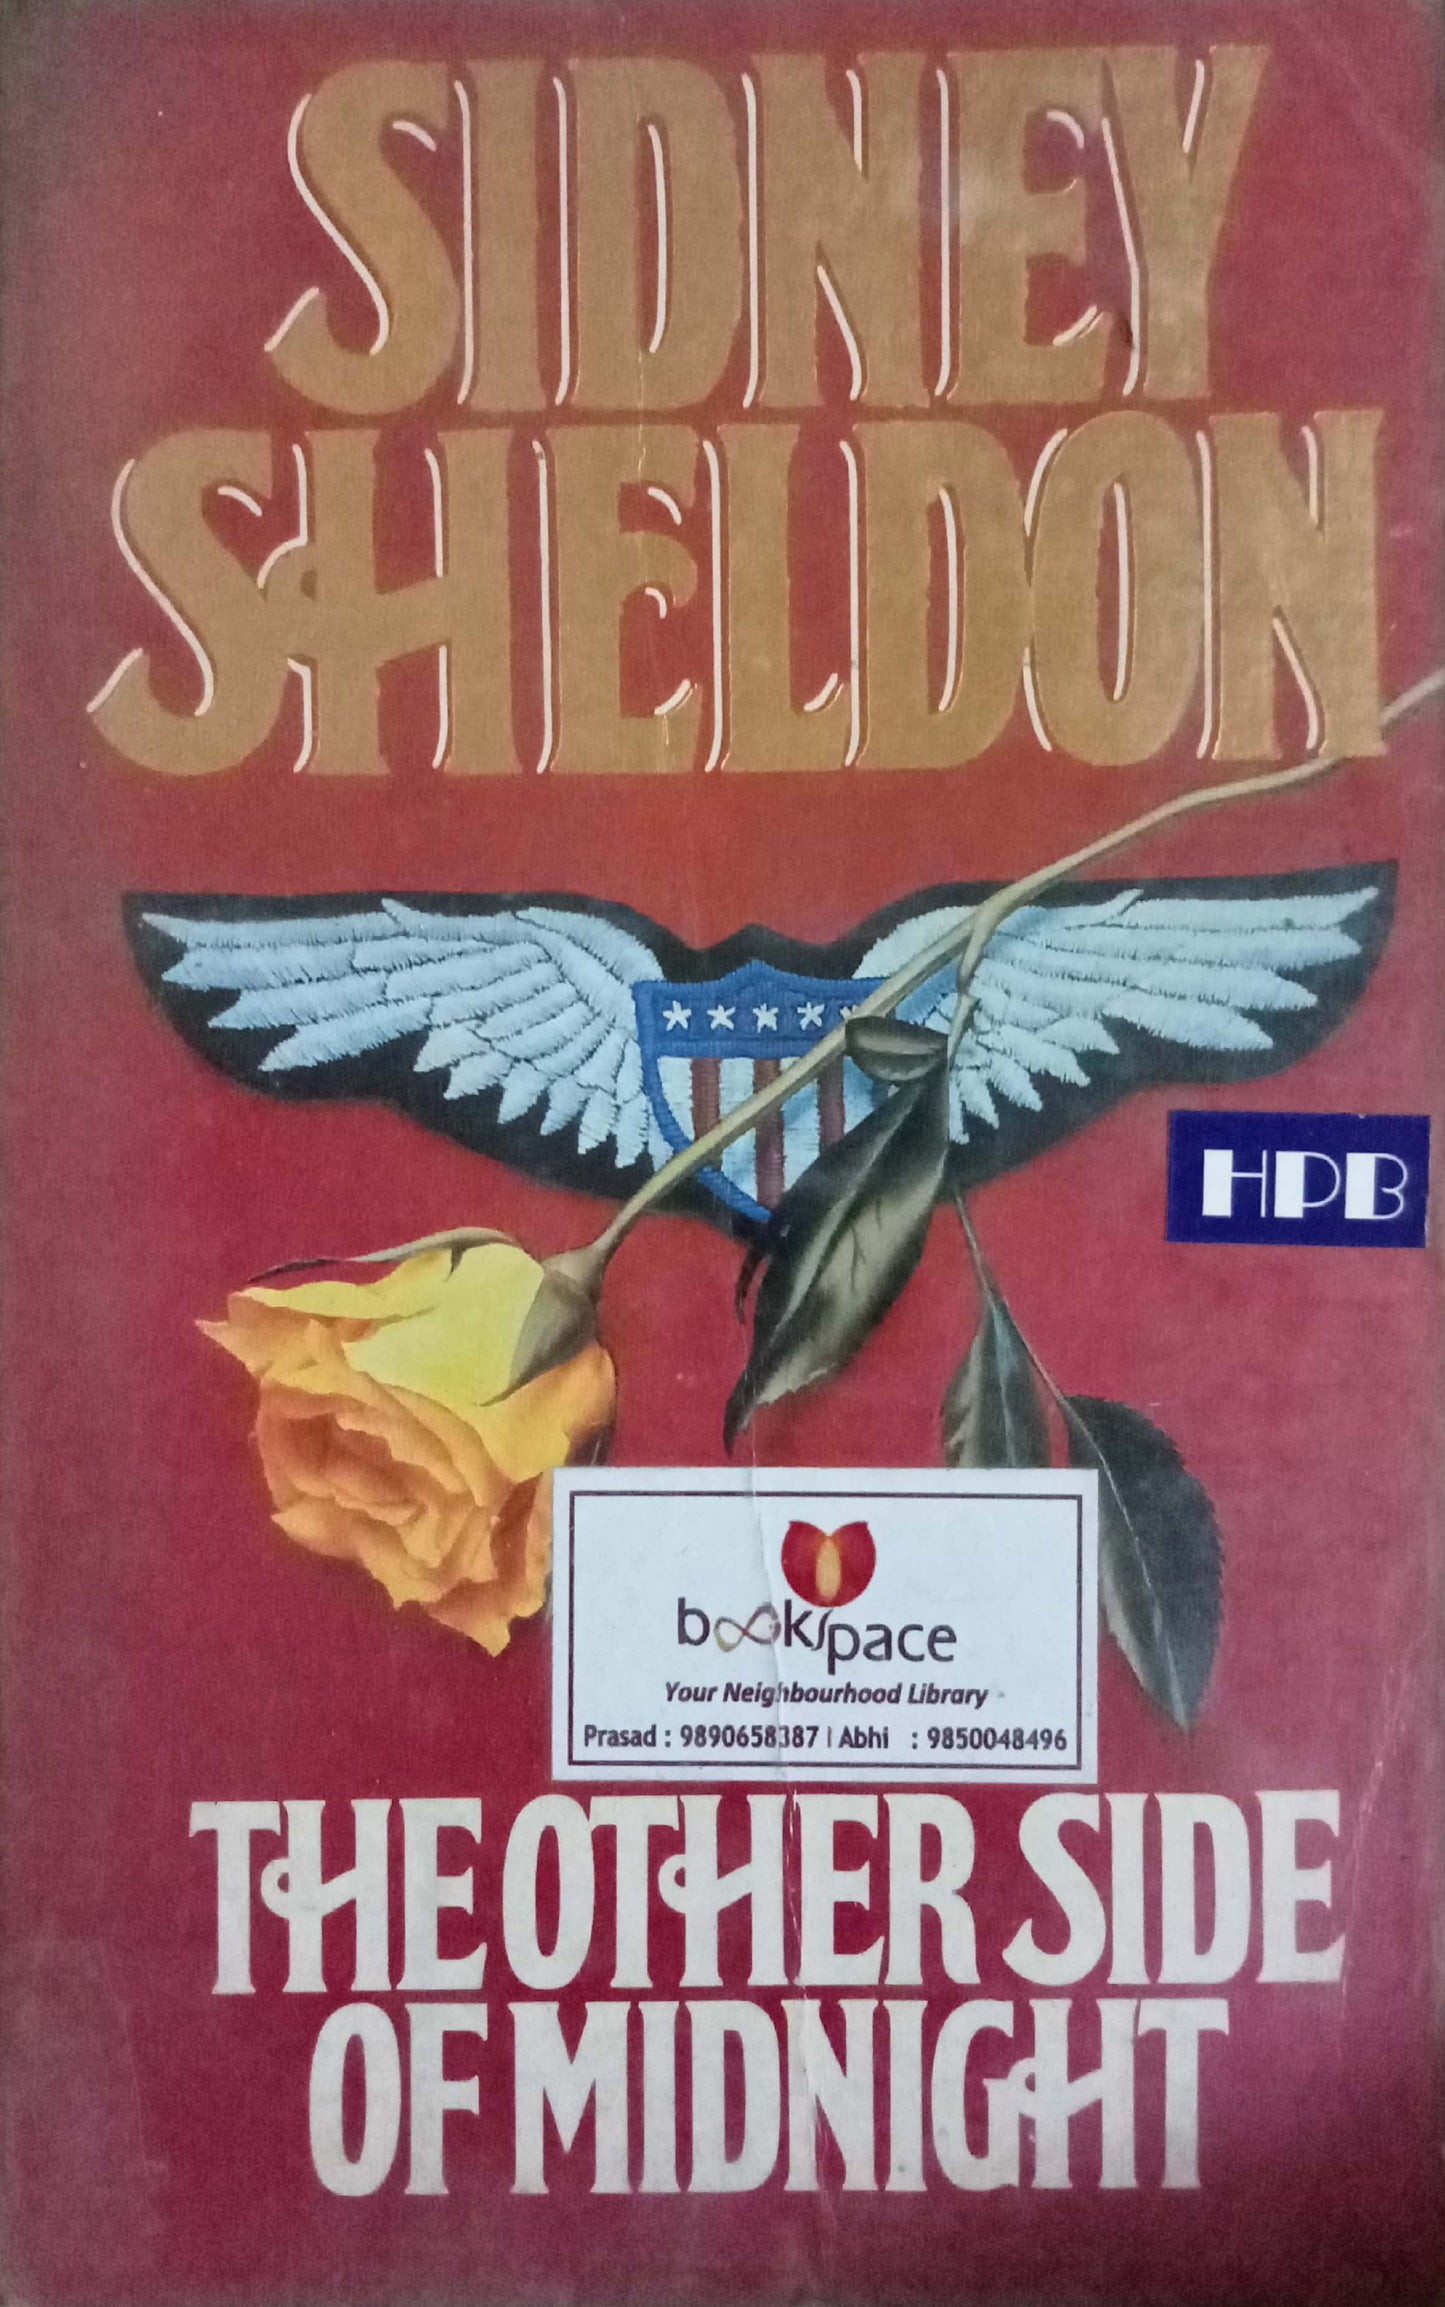 SIDNEY
SHELDON
HPB
bookspace
Your Neighbourhood Library
Prasad : 9890658387 | Abhi : 9850048496
THE OTHER SIDE
OF MIDNIGHT